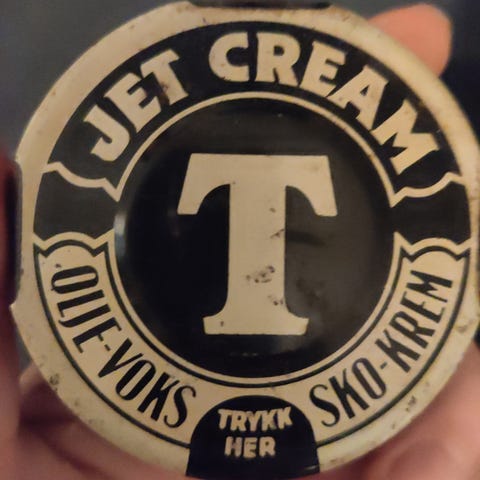 JET CREAM
T
OLJE-VOKS
SKO-KREM
TRYKK
HER